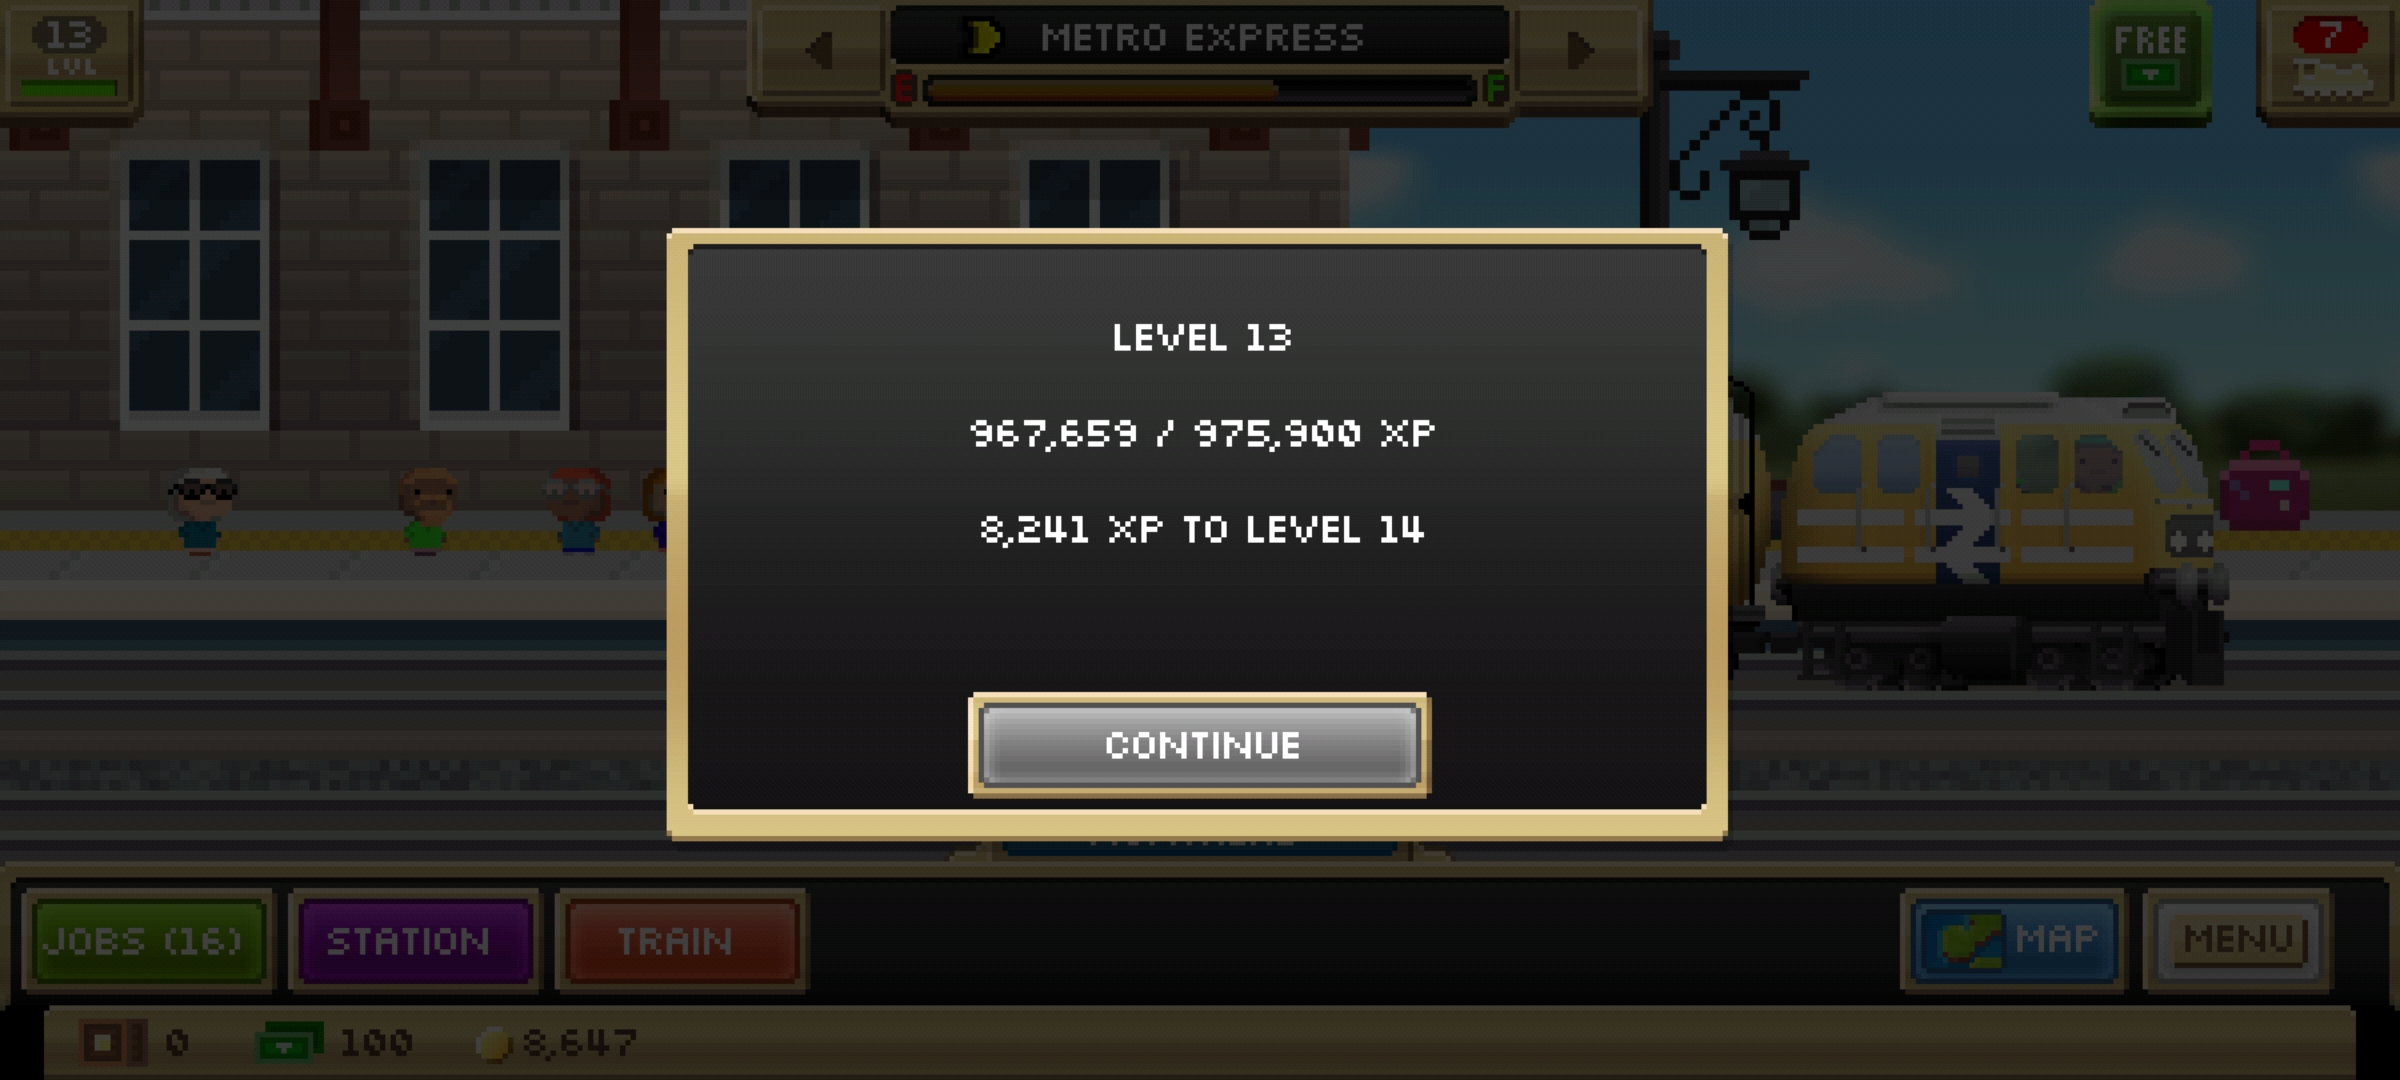 13
LVL
METRO EXPRESS
E
F
FREE
7
LEVEL 13
967,659 / 975,900 XP
8,241 XP TO LEVEL 14
CONTINUE
JOBS (16)
STATION
TRAIN
MAP
MENU
0
100
8,647